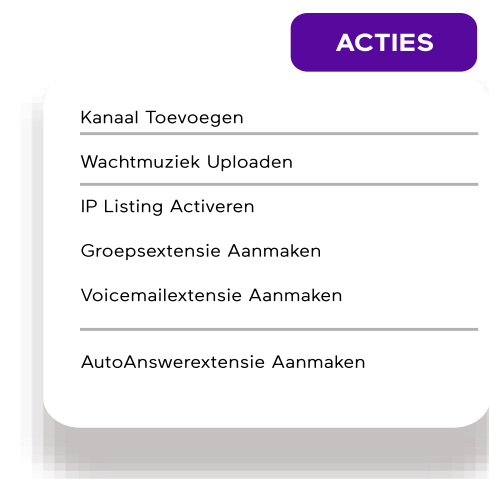 ACTIES
Kanaal Toevoegen
Wachtmuziek Uploaden
IP Listing Activeren
Groepsextensie Aanmaken
Voicemailextensie Aanmaken
AutoAnswerextensie Aanmaken